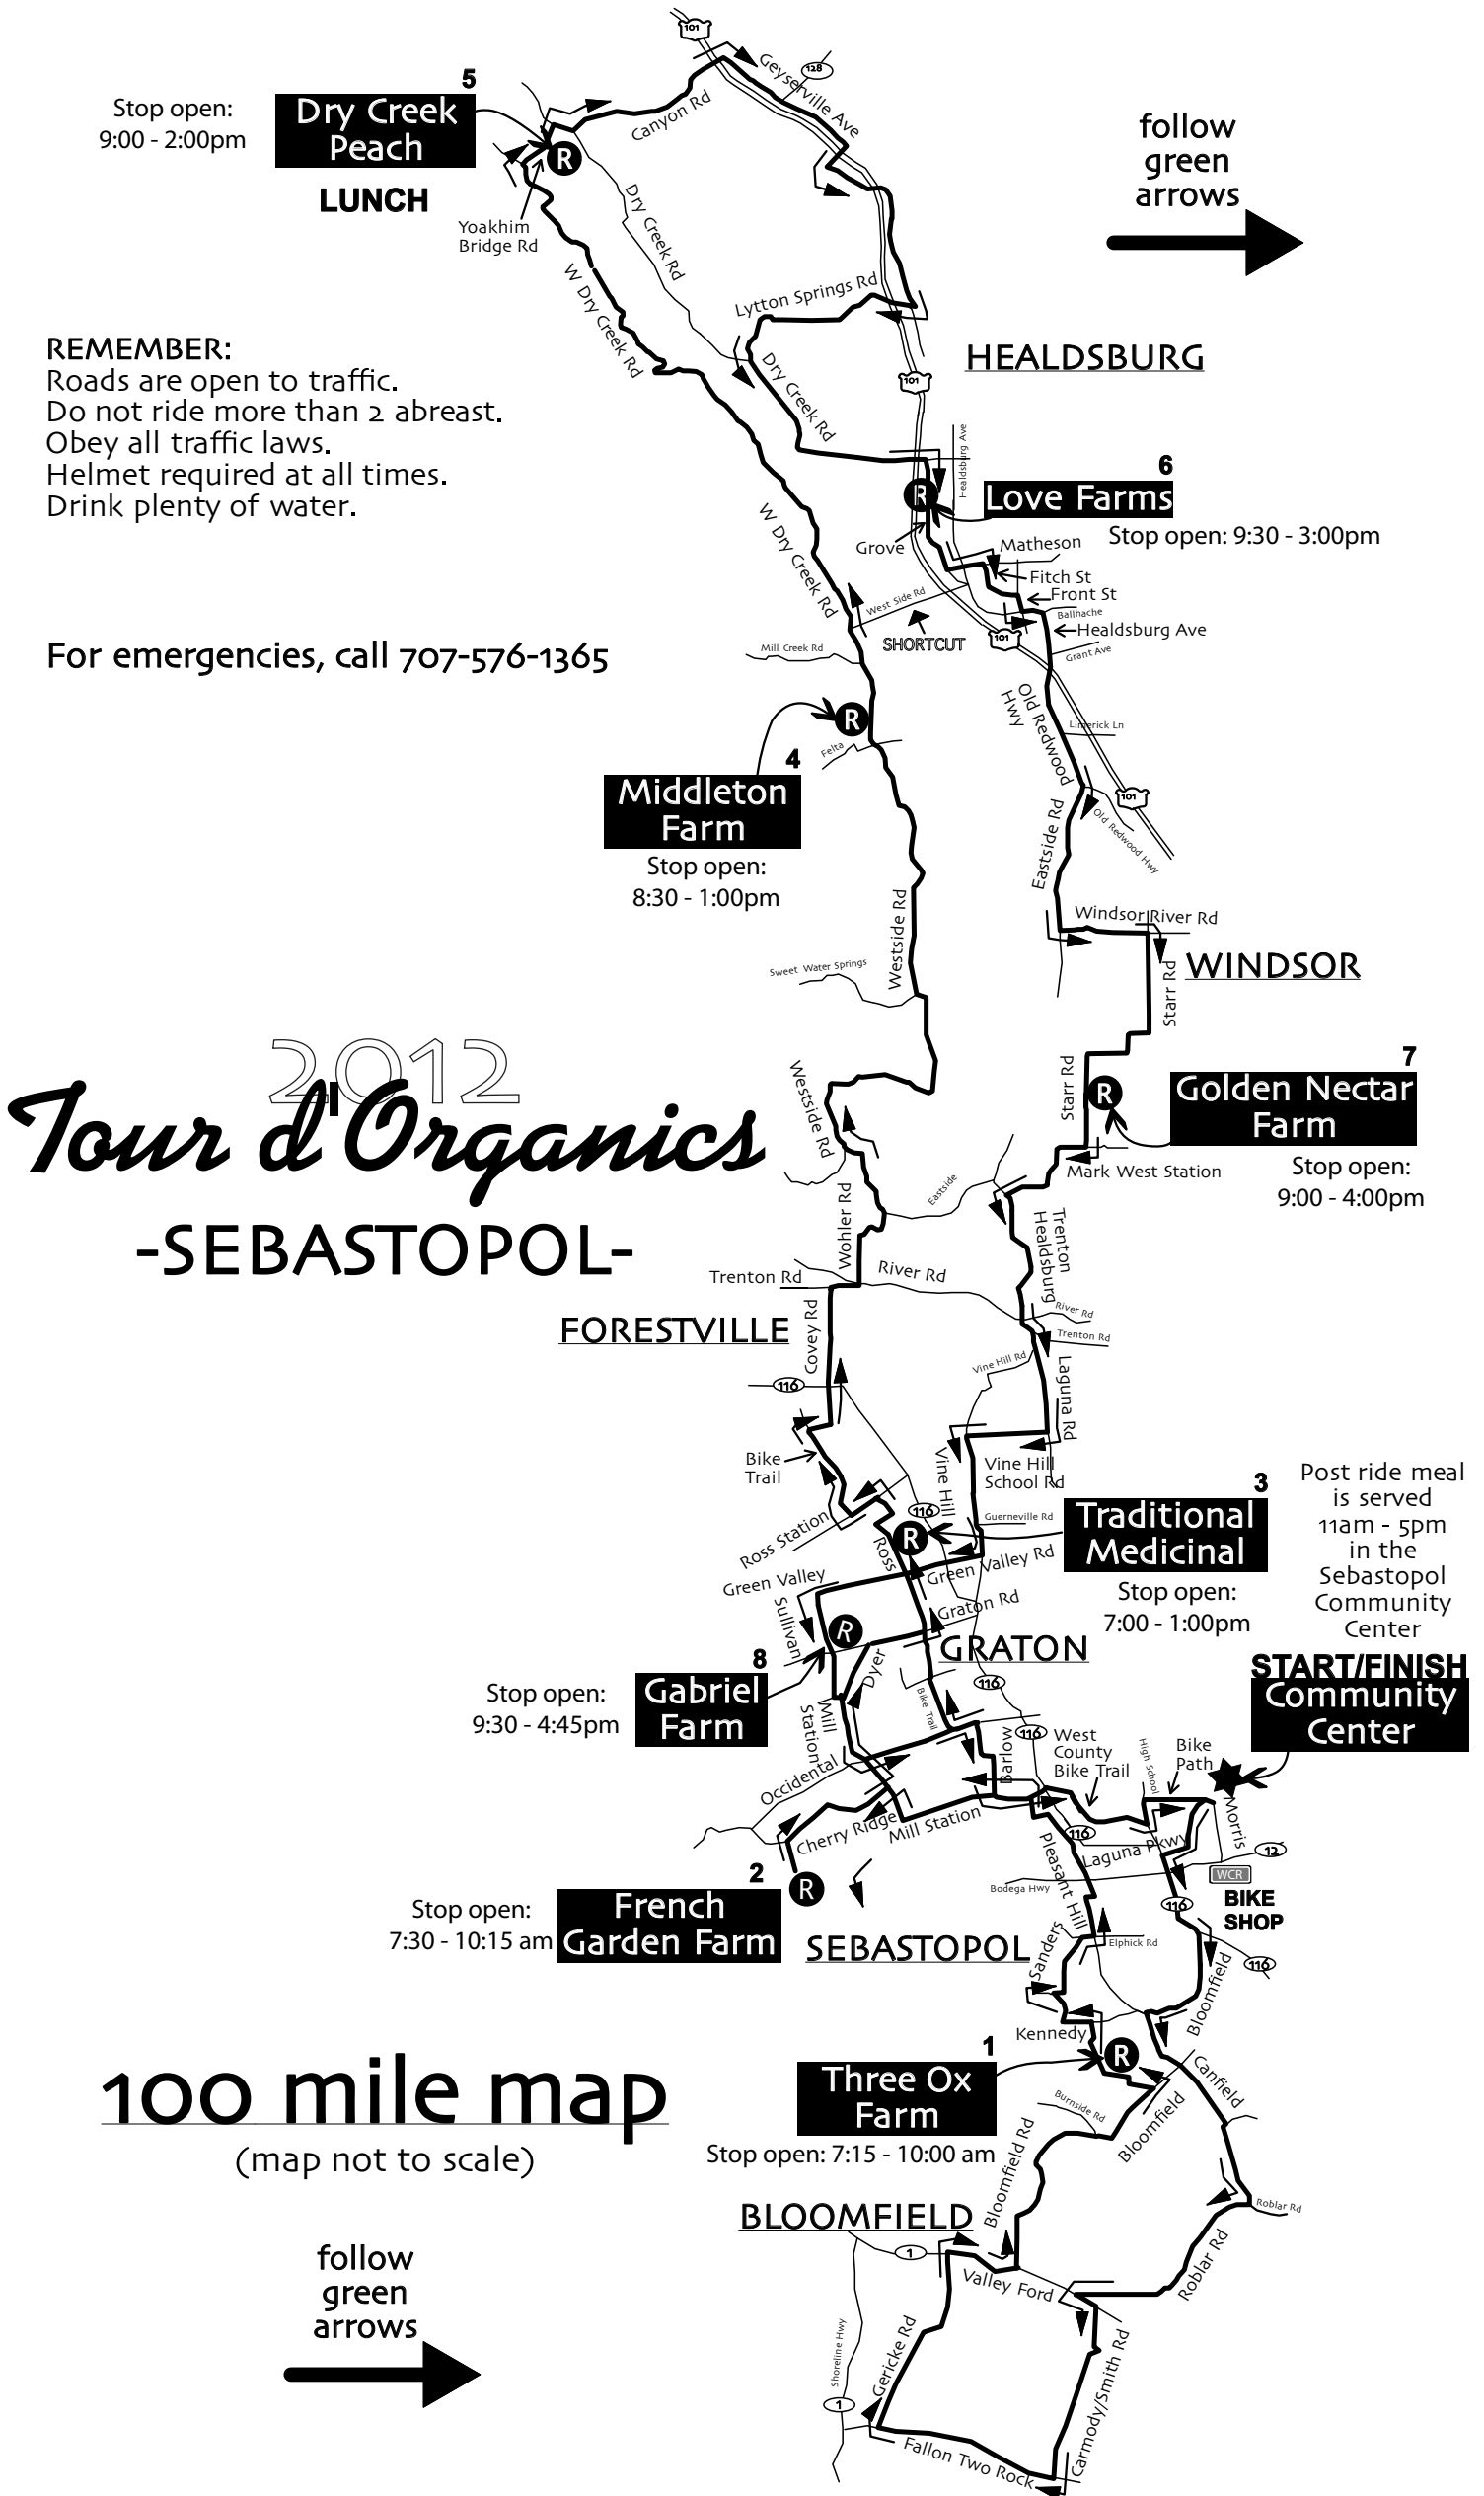 101
128
Geyserville Ave
5
Stop open:
9:00 - 2:00pm
Dry Creek
Peach
LUNCH
R
Canyon Rd
follow
green
arrows
Yoakhim
Bridge Rd
Dry Creek Rd
W Dry Creek Rd
Lytton Springs Rd
REMEMBER:
Roads are open to traffic.
Do not ride more than 2 abreast.
Obey all traffic laws.
Helmet required at all times.
Drink plenty of water.
HEALDSBURG
101
Dry Creek Rd
Healdsburg Ave
6
R
Love Farms
Stop open: 9:30 - 3:00pm
W Dry Creek Rd
Grove
Matheson
Fitch St
Front St
West Side Rd
Ballhache
SHORTCUT
101
Healdsburg Ave
Grant Ave
For emergencies, call 707-576-1365
Mill Creek Rd
Old Redwood
Hwy
R
Felta
Limerick Ln
4
Middleton
Farm
Stop open:
8:30 - 1:00pm
101
Old Redwood Hwy
Eastside Rd
Westside Rd
Windsor River Rd
WINDSOR
Sweet Water Springs
Starr Rd
2012
Tour d'Organics
-SEBASTOPOL-
Westside Rd
Starr Rd
7
R
Golden Nectar
Farm
Stop open:
9:00 - 4:00pm
Mark West Station
Eastside
Wohler Rd
Trenton
Healdsburg
Trenton Rd
River Rd
River Rd
Trenton Rd
FORESTVILLE
Covey Rd
Vine Hill Rd
Laguna Rd
116
Bike
Trail
Vine Hill
Vine Hill
School Rd
Post ride meal
is served
11am - 5pm
in the
Sebastopol
Community
Center
3
Traditional
Medicinal
Stop open:
7:00 - 1:00pm
116
R
Guerneville Rd
Ross Station
Ross
Green Valley
Green Valley Rd
Sullivan
Graton Rd
R
GRATON
START/FINISH
Community
Center
8
Gabriel
Farm
Stop open:
9:30 - 4:45pm
Dyer
Bike Trail
116
Mill
Station
116
Barlow
West
County
Bike Trail
High School
Bike
Path
Occidental
Morris
Cherry Ridge
Mill Station
116
Laguna Pkwy
12
Pleasant Hill
WCR
BIKE
SHOP
Bodega Hwy
116
2
R
French
Garden Farm
Stop open:
7:30 - 10:15 am
SEBASTOPOL
Sanders
Elphick Rd
116
Bloomfield
Kennedy
1
R
Three Ox
Farm
Stop open: 7:15 - 10:00 am
Canfield
Burnside Rd
Bloomfield
100 mile map
(map not to scale)
Bloomfield Rd
Roblar Rd
BLOOMFIELD
1
Valley Ford
Roblar Rd
follow
green
arrows
Shoreline Hwy
Gericke Rd
Carmody/Smith Rd
1
Fallon Two Rock